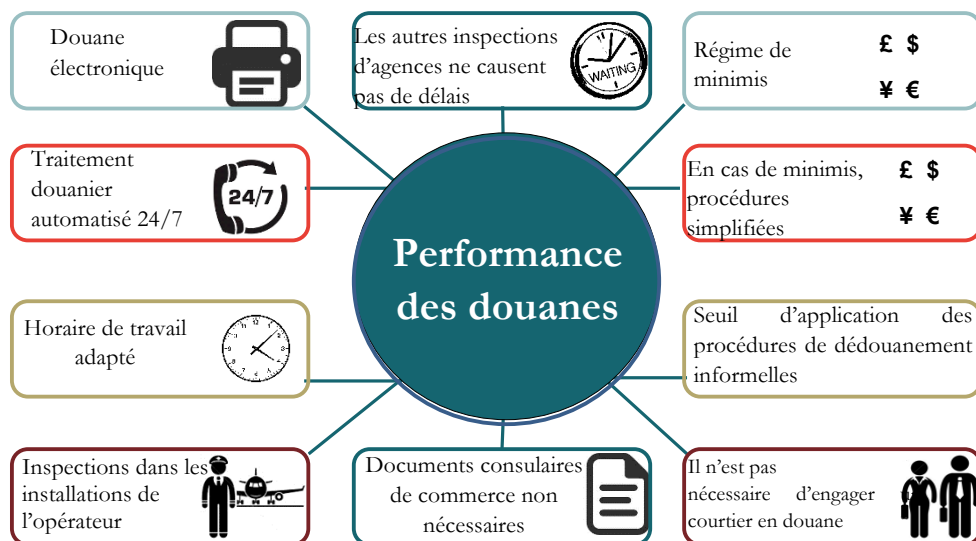 Douane
électronique
Les autres inspections
d'agences ne causent
pas de délais
WAITING
Régime de
minimis
£ $
¥ €
Traitement
douanier
automatisé 24/7
24/7
En cas de minimis,
procédures
simplifiées
£ $
¥ €
Performance
des douanes
Horaire de travail
adapté
Seuil d'application des
procédures de dédouanement
informelles
Inspections dans les
installations de
l'opérateur
Documents consulaires
de commerce non
nécessaires
Il n'est pas
nécessaire d'engager
courtier en douane